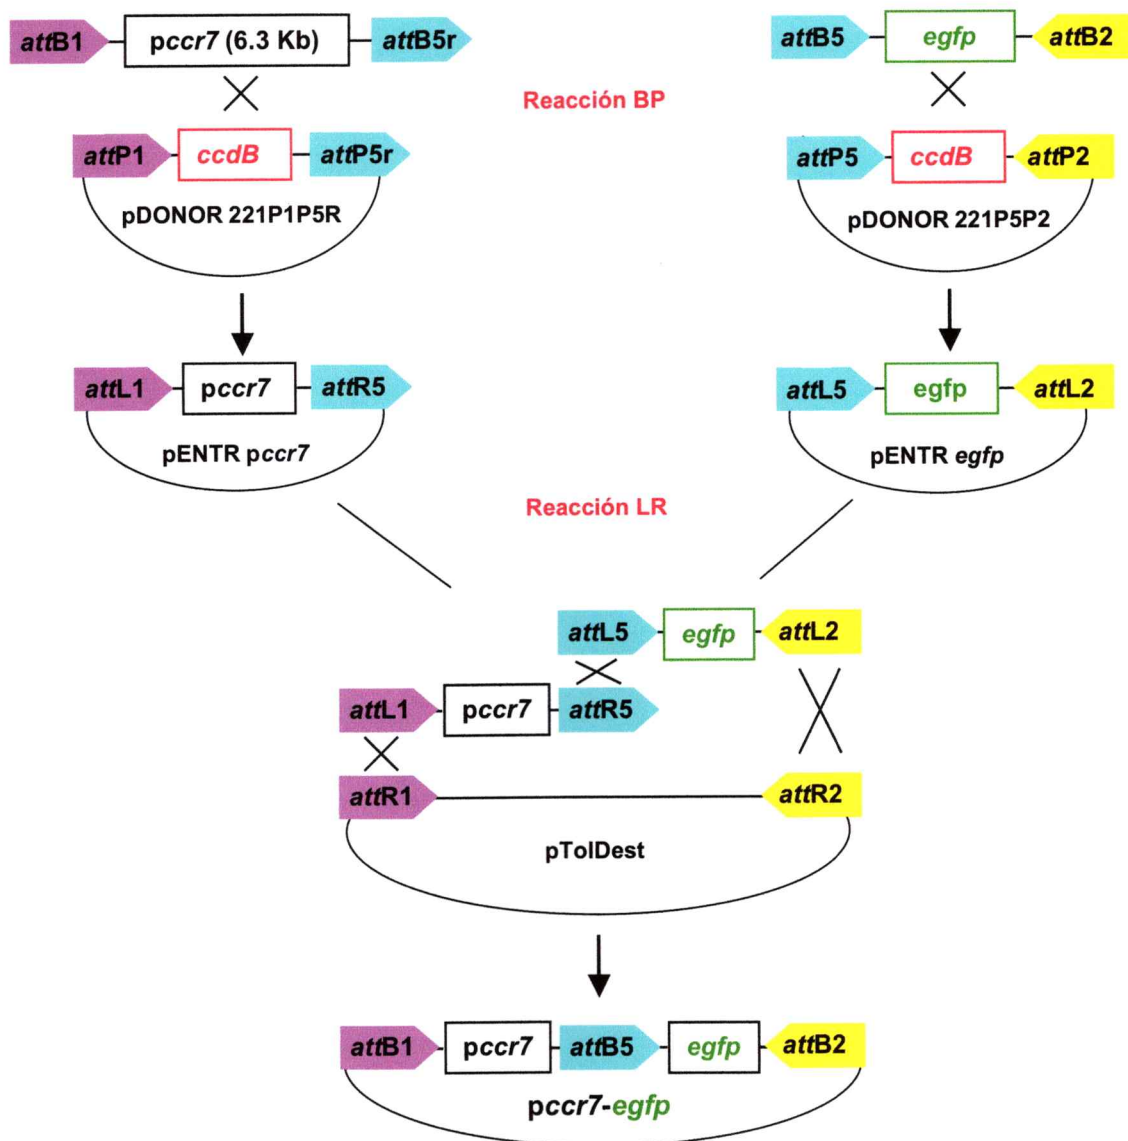 attB1 pccr7 (6.3 Kb) attB5r
attB5 egfp attB2
Reacción BP
attP1 ccdB attP5r
attP5 ccdB attP2
pDONOR 221P1P5R
pDONOR 221P5P2
attL1 pccr7 attR5
attL5 egfp attL2
pENTR pccr7
pENTR egfp
Reacción LR
attL5 egfp attL2
attL1 pccr7 attR5
attR1 attR2
pTolDest
attB1 pccr7 attB5 egfp attB2
pccr7-egfp